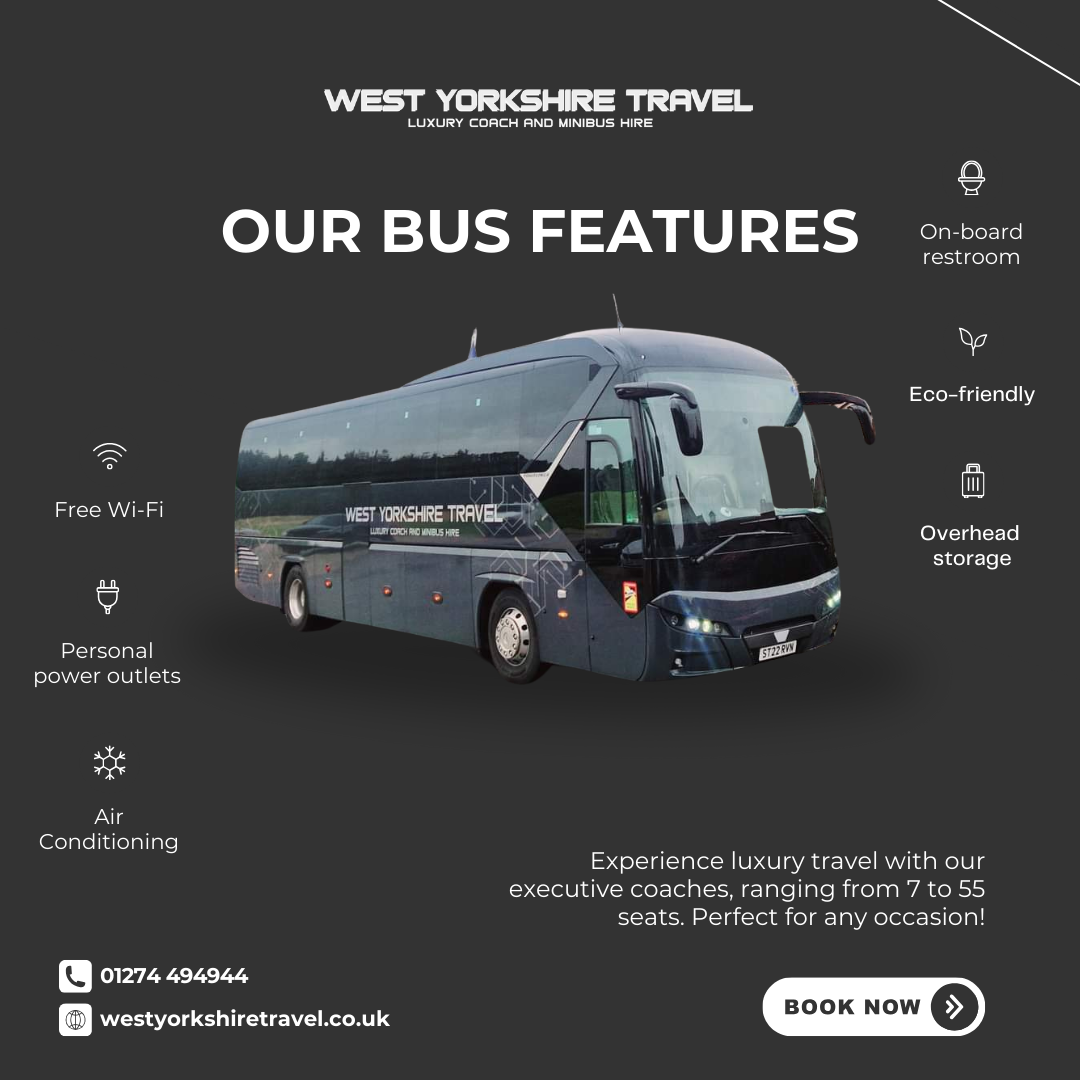 WEST YORKSHIRE TRAVEL
LUXURY COACH AND MINIBUS HIRE
OUR BUS FEATURES
On-board
restroom
Eco-friendly
Overhead
storage
Free Wi-Fi
Personal
power outlets
Air
Conditioning
WEST YORKSHIRE TRAVEL
LUXURY COACH AND MINIBUS HIRE
ST22 RVN
Experience luxury travel with our
executive coaches, ranging from 7 to 55
seats. Perfect for any occasion!
01274 494944
westyorkshiretravel.co.uk
BOOK NOW